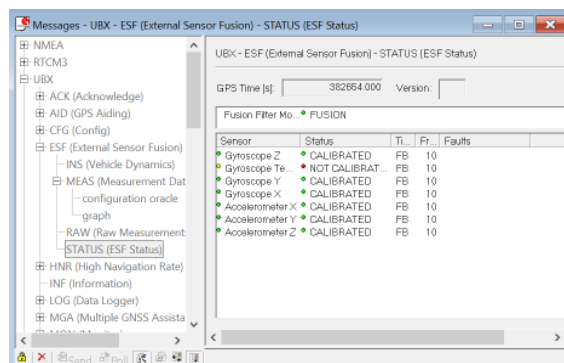 Messages - UBX - ESF (External Sensor Fusion) - STATUS (ESF Status)
NMEA
RTCM3
UBX
ACK (Acknowledge)
AID (GPS Aiding)
CFG (Config)
ESF (External Sensor Fusion)
INS (Vehicle Dynamics)
MEAS (Measurement Dat
configuration oracle
graph
RAW (Raw Measurement
STATUS (ESF Status)
HNR (High Navigation Rate)
INF (Information)
LOG (Data Logger)
MGA (Multiple GNSS Assista
UBX - ESF (External Sensor Fusion) - STATUS (ESF Status)
GPS Time [s]: 382654.000 Version:
Fusion Filter Mo... FUSION
Sensor Status Ti... Fr... Faults
Gyroscope Z CALIBRATED FB 10
Gyroscope Te... NOT CALIBRAT... FB 10
Gyroscope Y CALIBRATED FB 10
Gyroscope X CALIBRATED FB 10
Accelerometer X CALIBRATED FB 10
Accelerometer Y CALIBRATED FB 10
Accelerometer Z CALIBRATED FB 10
Send Poll